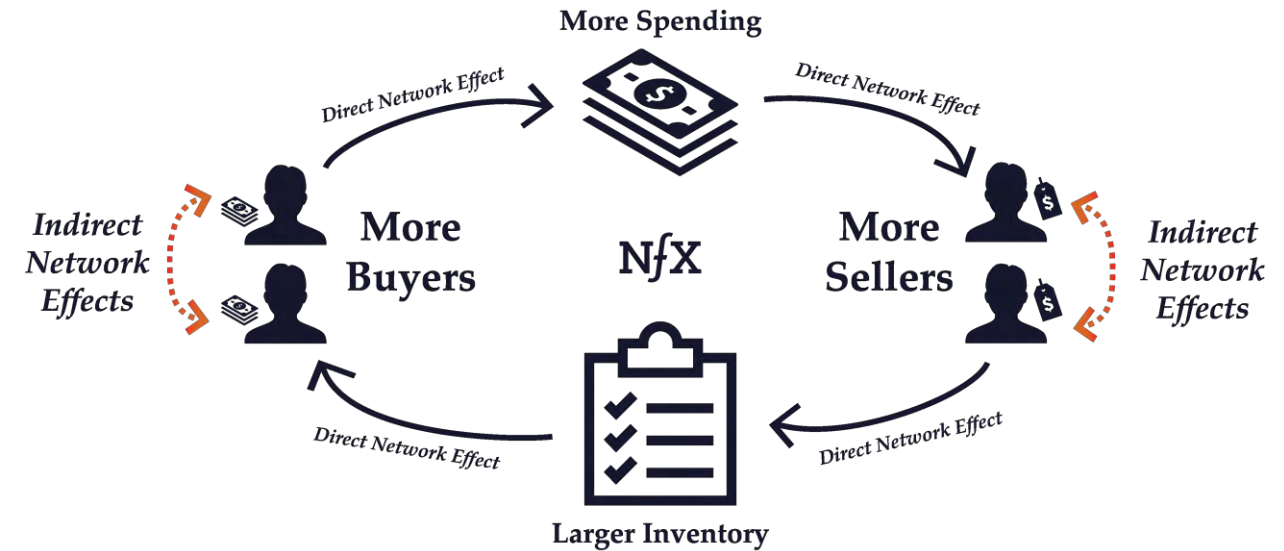 More Spending
Direct Network Effect
Direct Network Effect
$
Indirect
Network
Effects
More
Buyers
NfX
More
Sellers
$
$
Indirect
Network
Effects
Direct Network Effect
Direct Network Effect
Larger Inventory